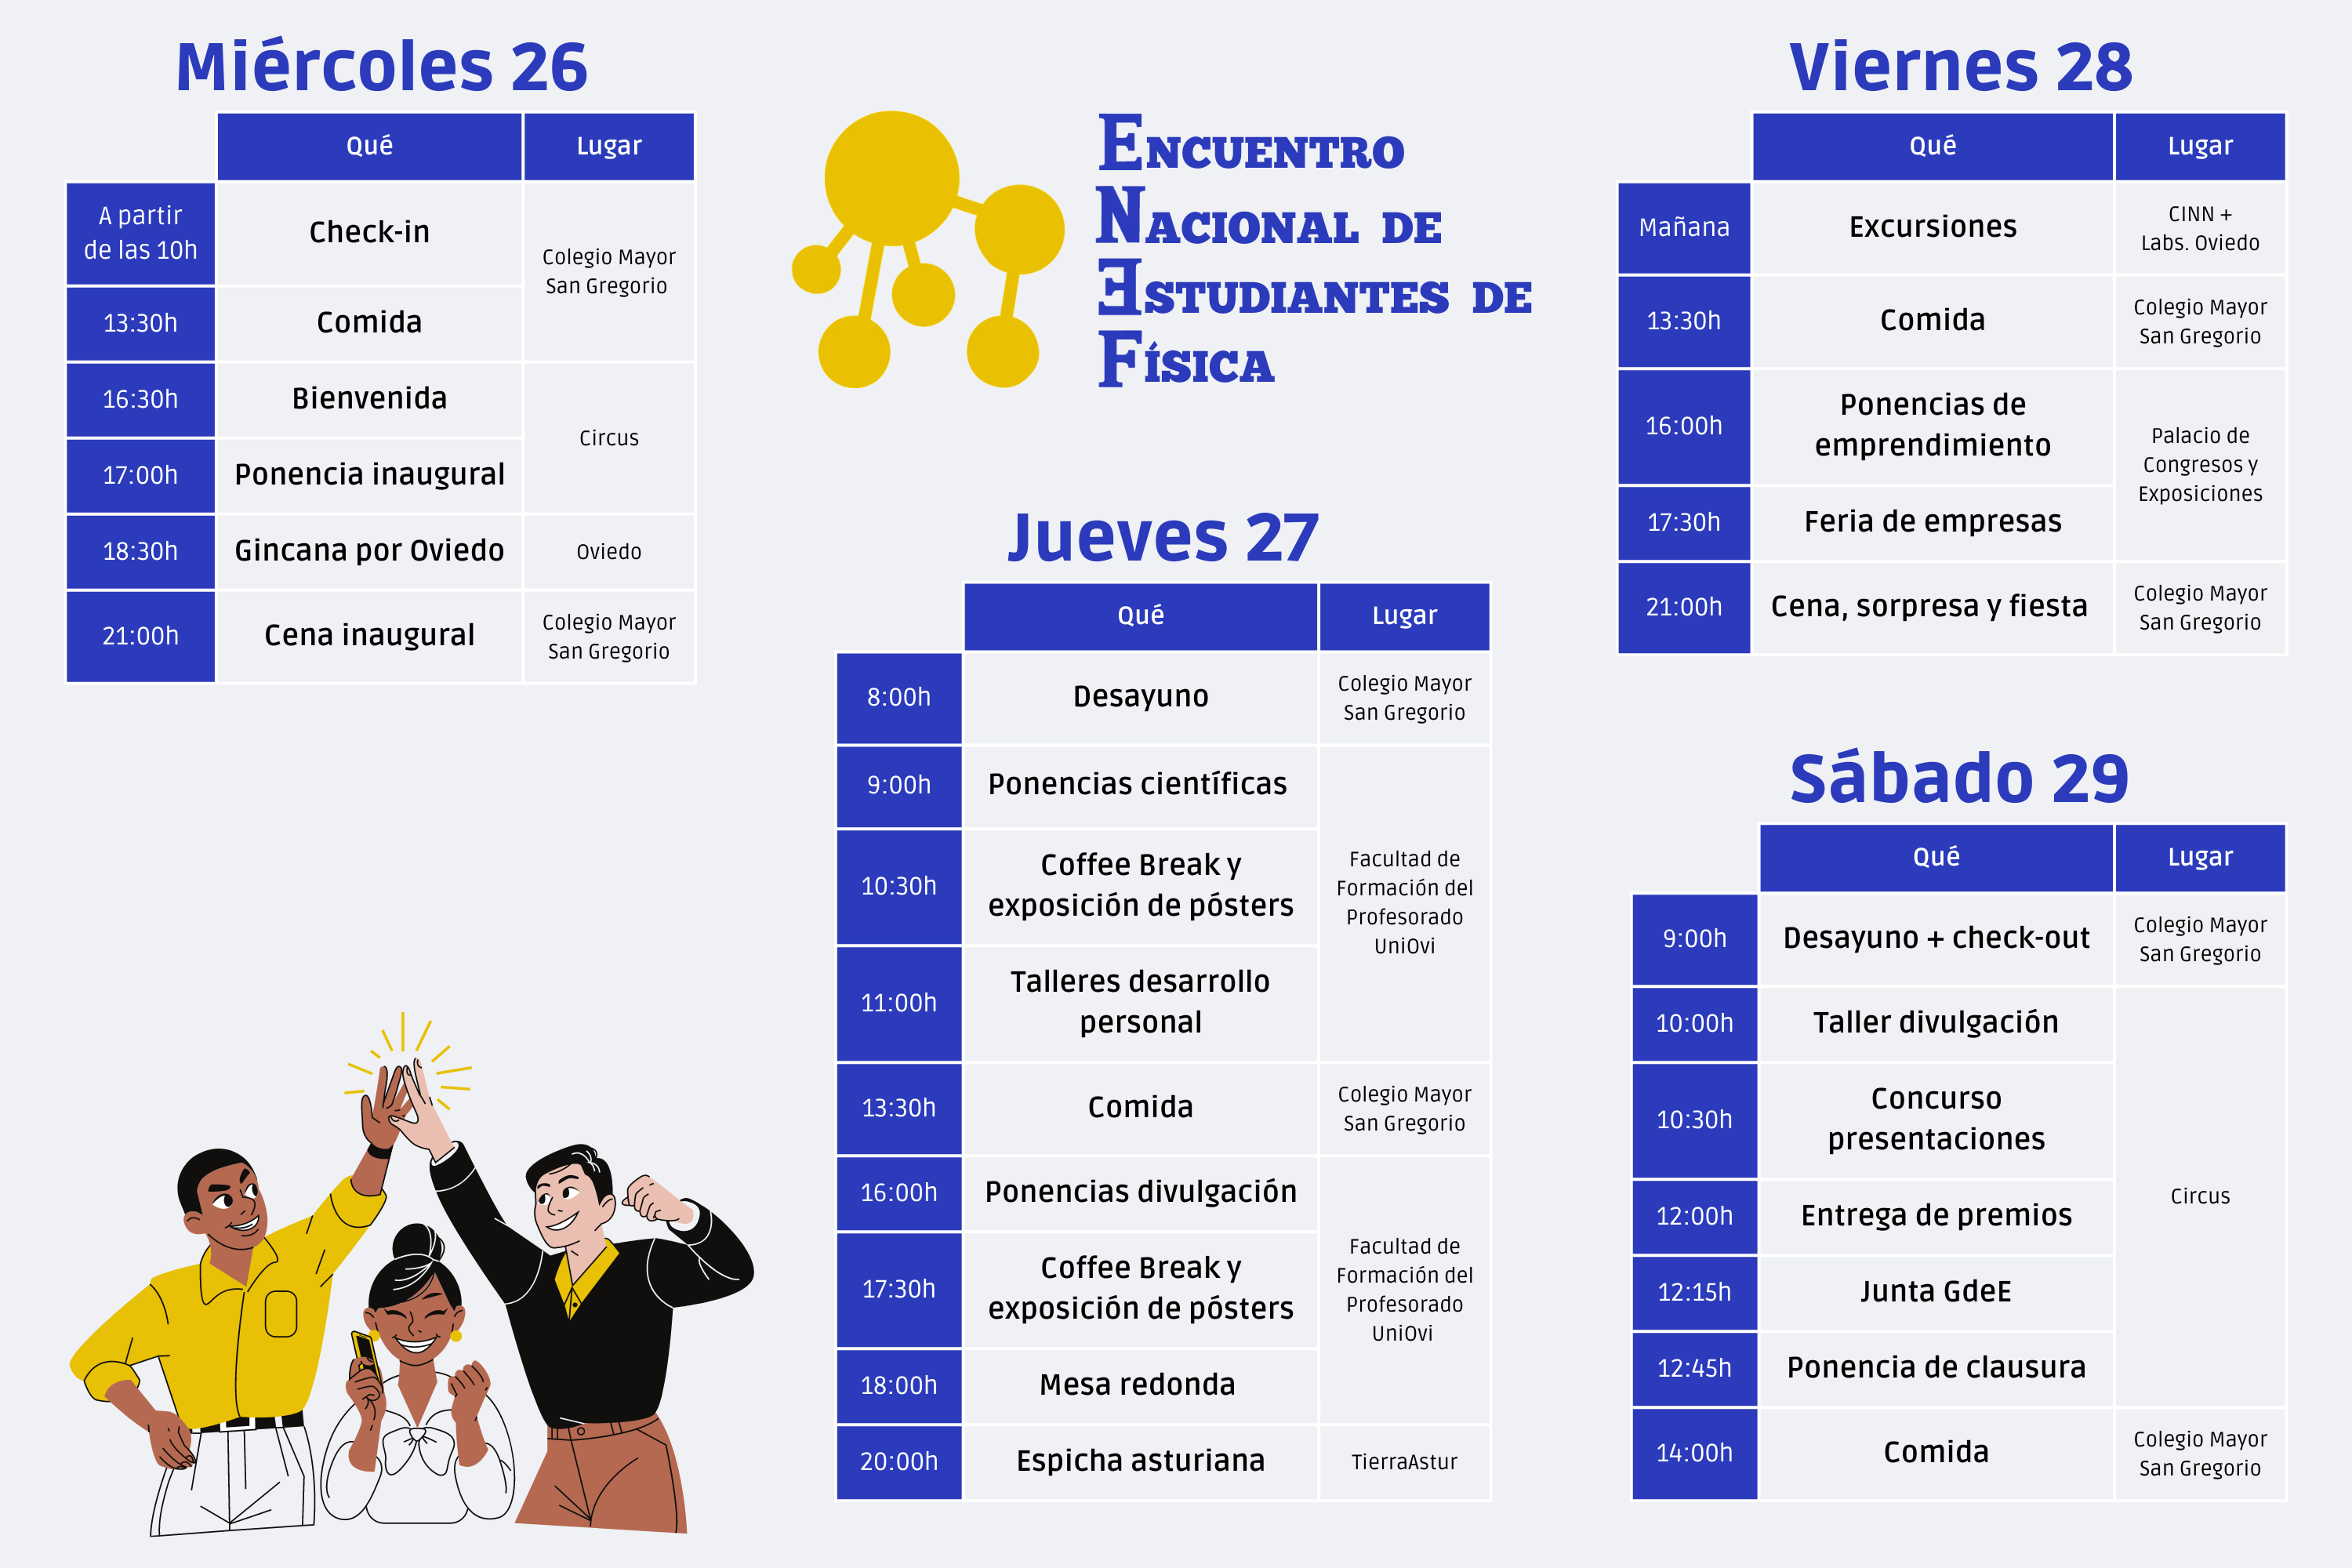 Miércoles 26
Qué Lugar
A partir
de las 10h
Check-in
Colegio Mayor
San Gregorio
13:30h Comida
16:30h Bienvenida
Circus
17:00h Ponencia inaugural
18:30h Gincana por Oviedo Oviedo
21:00h Cena inaugural
Colegio Mayor
San Gregorio
ENCUENTRO
NACIONAL DE
ESTUDIANTES DE
FÍSICA
Jueves 27
Qué Lugar
8:00h Desayuno
Colegio Mayor
San Gregorio
9:00h Ponencias científicas
Facultad de
Formación del
Profesorado
UniOvi
10:30h
Coffee Break y
exposición de pósters
11:00h
Talleres desarrollo
personal
13:30h Comida
Colegio Mayor
San Gregorio
16:00h Ponencias divulgación
Facultad de
Formación del
Profesorado
UniOvi
17:30h
Coffee Break y
exposición de pósters
18:00h Mesa redonda
20:00h Espicha asturiana TierraAstur
Viernes 28
Qué Lugar
Mañana Excursiones
CINN +
Labs. Oviedo
13:30h Comida
Colegio Mayor
San Gregorio
16:00h
Ponencias de
emprendimiento
Palacio de
Congresos y
Exposiciones
17:30h Feria de empresas
21:00h Cena, sorpresa y fiesta
Colegio Mayor
San Gregorio
Sábado 29
Qué Lugar
9:00h Desayuno + check-out
Colegio Mayor
San Gregorio
10:00h Taller divulgación
10:30h
Concurso
presentaciones
Circus
12:00h Entrega de premios
12:15h Junta GdeE
12:45h Ponencia de clausura
14:00h Comida
Colegio Mayor
San Gregorio